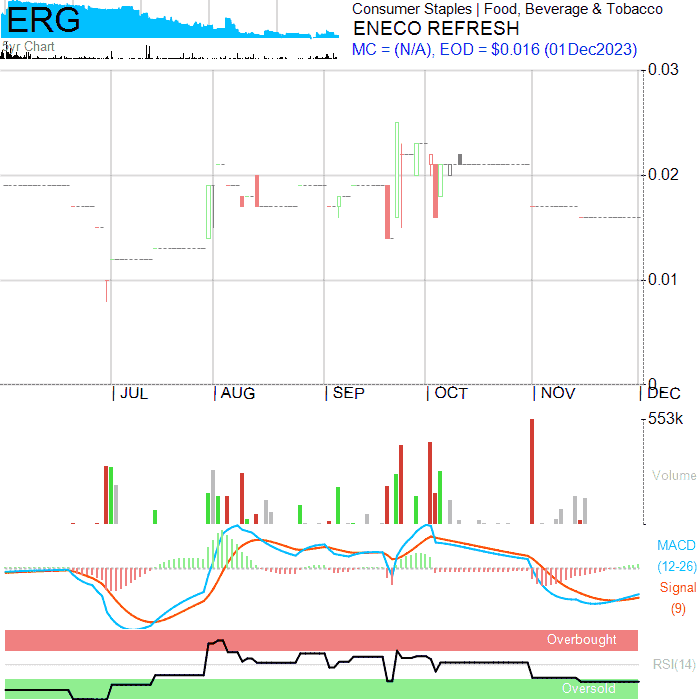 ERG
5yr Chart
Consumer Staples | Food, Beverage & Tobacco
ENECO REFRESH
MC = (N/A), EOD = $0.016 (01Dec2023)
0.03
0.02
0.01
0
JUL AUG SEP OCT NOV DEC
553k
Volume
MACD
(12-26)
Signal
(9)
Overbought
RSI(14)
Oversold